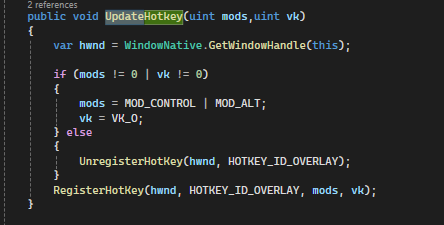 2 references
public void UpdateHotkey(uint mods,uint vk)
{
var hwnd = WindowNative.GetWindowHandle(this);
if (mods != 0 | vk != 0)
{
mods = MOD_CONTROL | MOD_ALT;
vk = VK_O;
} else
{
UnregisterHotKey(hwnd, HOTKEY_ID_OVERLAY);
}
RegisterHotKey(hwnd, HOTKEY_ID_OVERLAY, mods, vk);
}